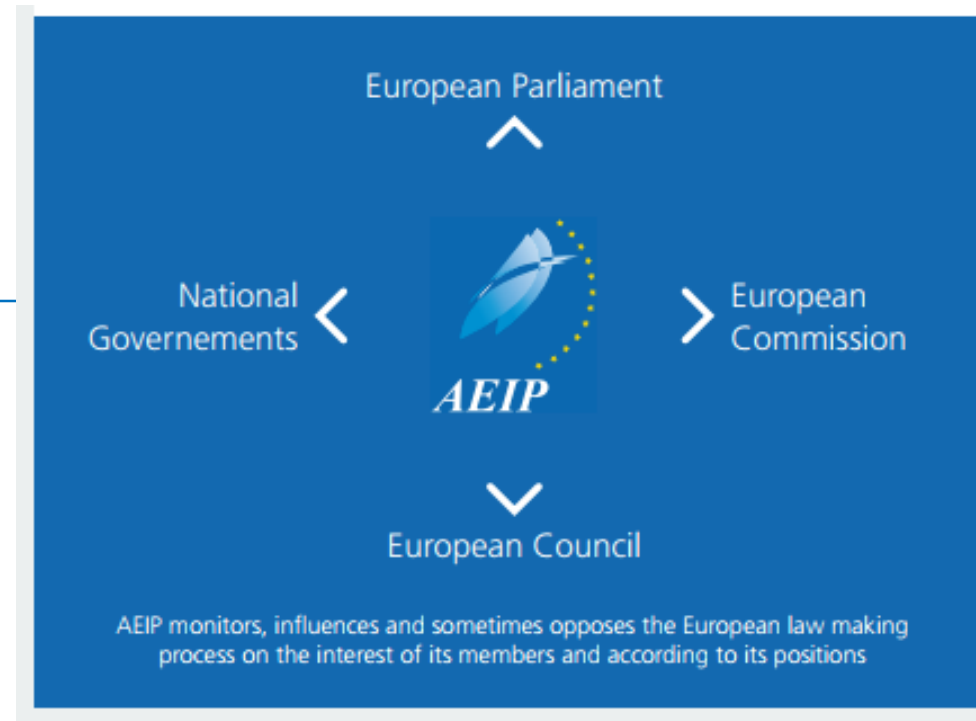 European Parliament
National
Governements
AEIP
European
Commission
European Council
AEIP monitors, influences and sometimes opposes the European law making
process on the interest of its members and according to its positions